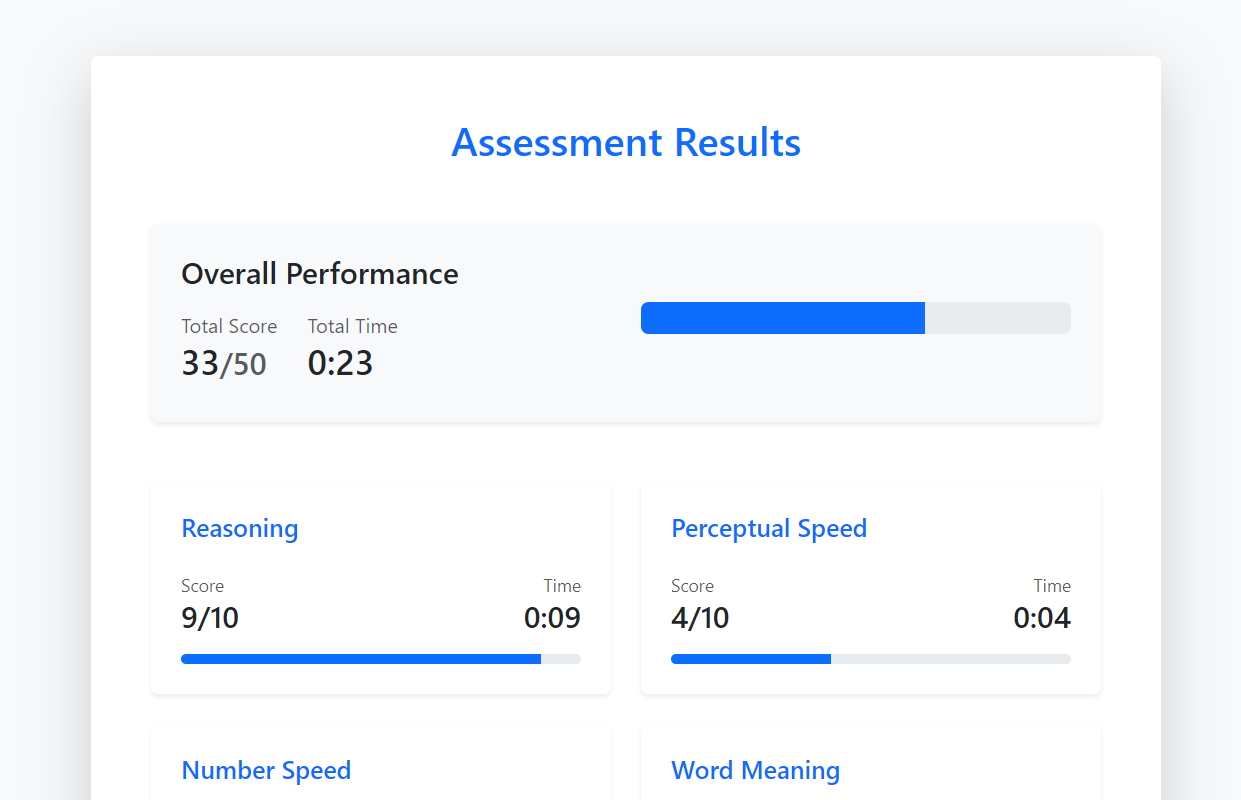 Assessment Results
Overall Performance
Total Score Total Time
33/50 0:23
Reasoning
Score Time
9/10 0:09
Perceptual Speed
Score Time
4/10 0:04
Number Speed
Word Meaning